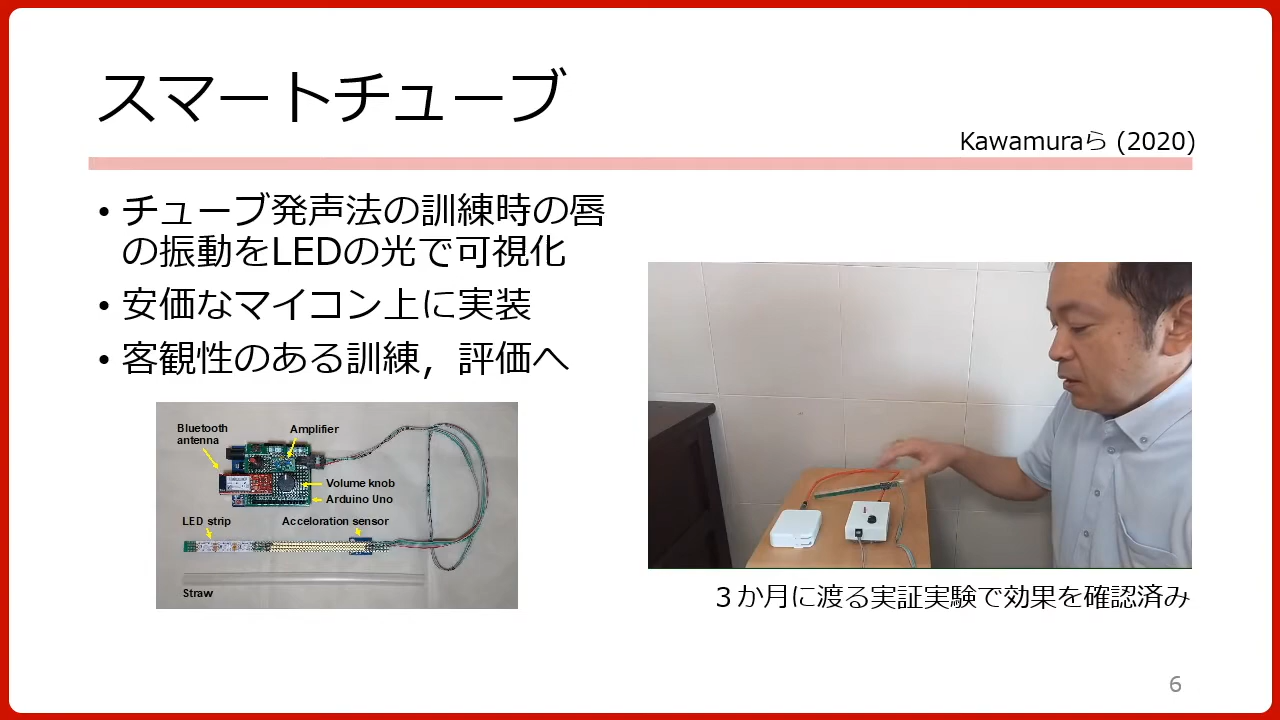 スマートチューブ
Kawamuraら (2020)
• チューブ発声法の訓練時の唇
の振動をLEDの光で可視化
• 安価なマイコン上に実装
• 客観性のある訓練，評価へ
Bluetooth
antenna
Amplifier
Volume knob
Arduino Uno
LED strip
Accloration sensor
Straw
３か月に渡る実証実験で効果を確認済み
6